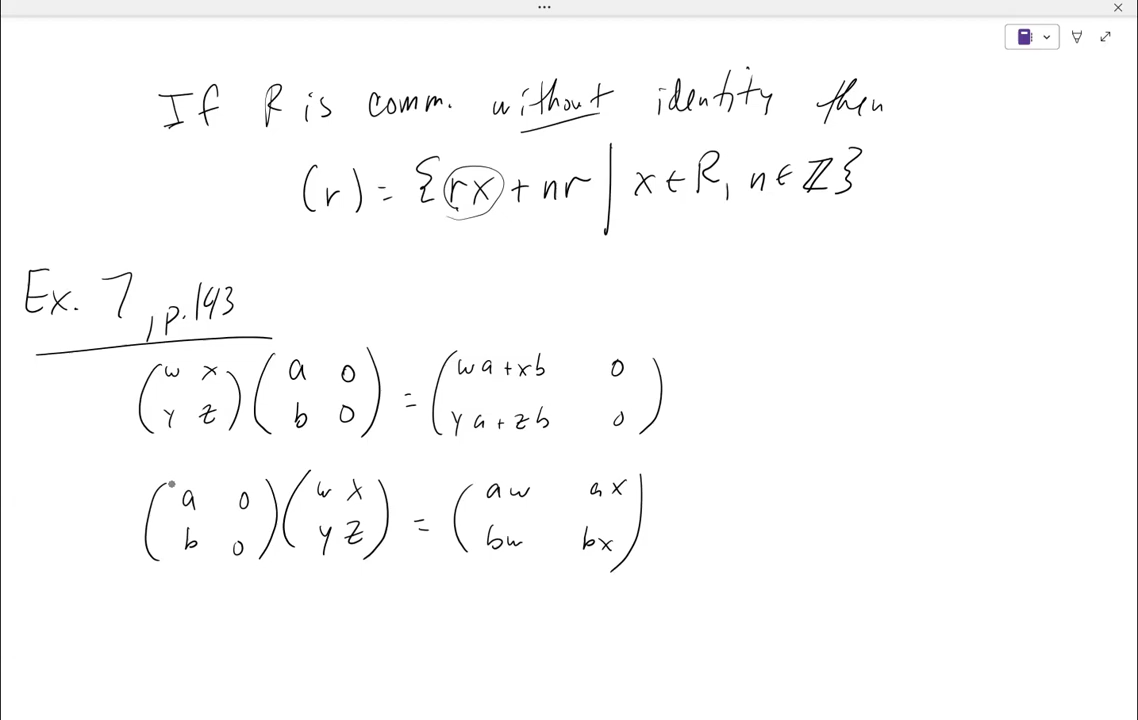 If R is comm. without identity then
(r) = {rx + nr | x ∈ R, n ∈ ℤ}
Ex. 7, p. 143
(w x; y z)(a 0; b 0) = (wa + xb 0; ya + zb 0)
(a 0; b 0)(w x; y z) = (aw ax; bw bx)